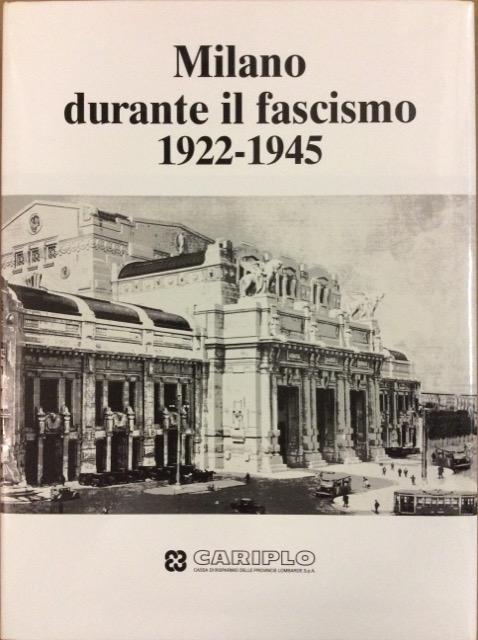 Milano
durante il fascismo
1922-1945
CARIPLO
CASSA DI RISPARMIO DELLE PROVINCIE LOMBARDE S.p.A.